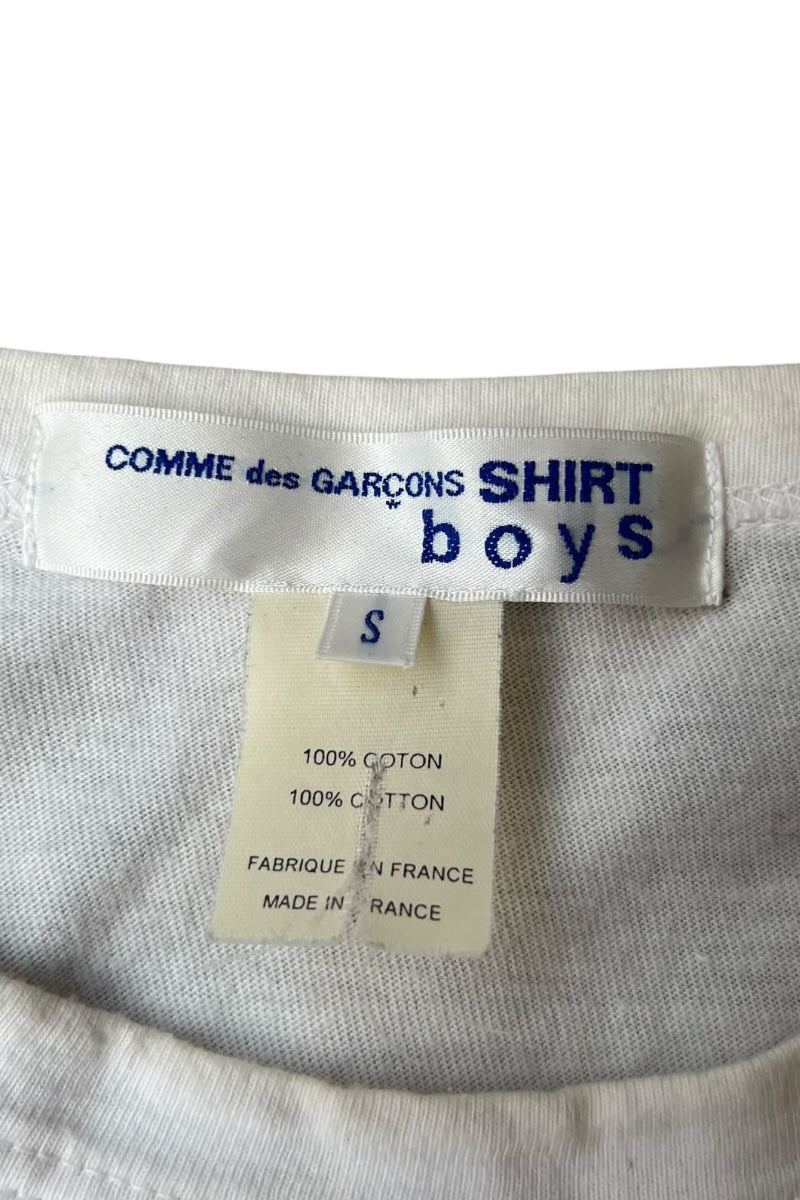 COMME des GARÇONS SHIRT
*
boys
S
100% COTON
100% COTTON
FABRIQUE EN FRANCE
MADE IN FRANCE